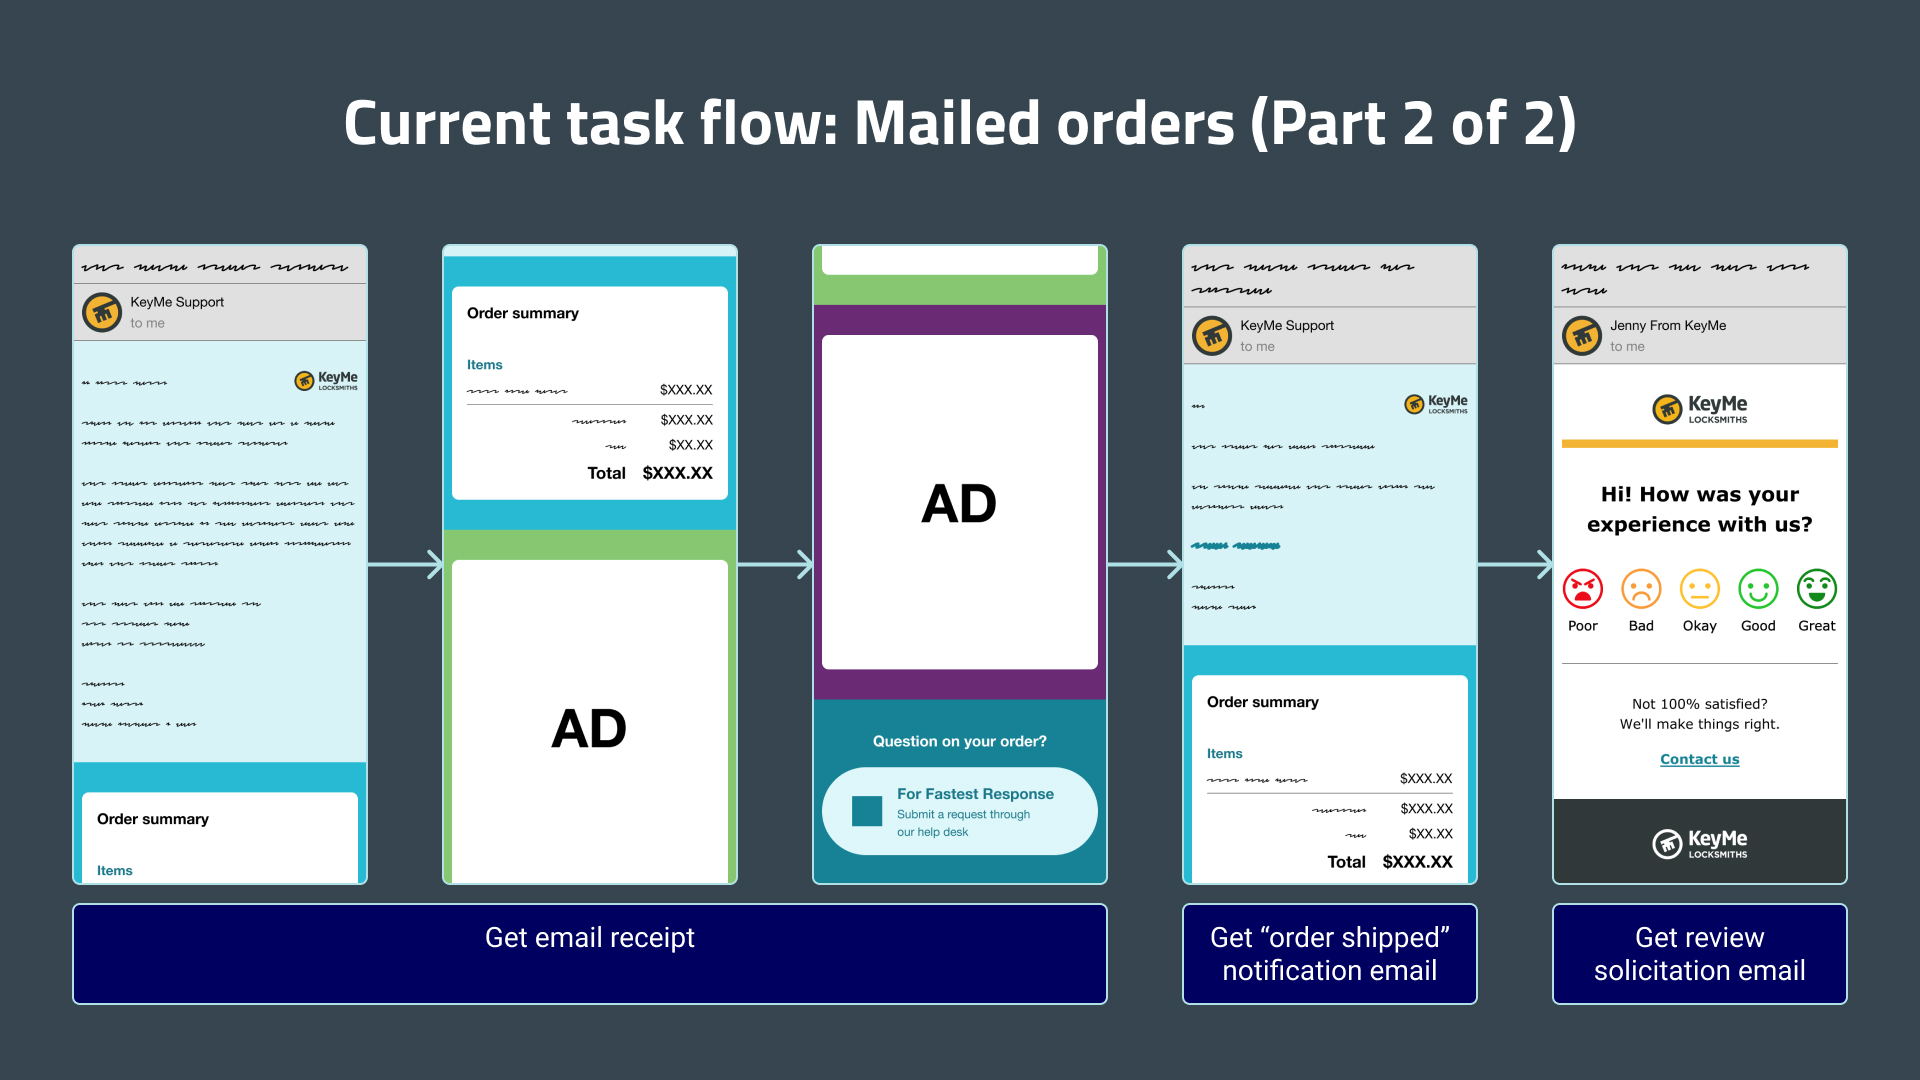 Current task flow: Mailed orders (Part 2 of 2)
KeyMe Support
to me
KeyMe
LOCKSMITHS
Order summary
Items
Order summary
Items
$XXX.XX
$XXX.XX
$XX.XX
Total $XXX.XX
AD
AD
Question on your order?
For Fastest Response
Submit a request through
our help desk
KeyMe Support
to me
KeyMe
LOCKSMITHS
Order summary
Items
$XXX.XX
$XXX.XX
$XX.XX
Total $XXX.XX
Jenny From KeyMe
to me
KeyMe
LOCKSMITHS
Hi! How was your
experience with us?
Poor Bad Okay Good Great
Not 100% satisfied?
We'll make things right.
Contact us
KeyMe
LOCKSMITHS
Get email receipt
Get “order shipped”
notification email
Get review
solicitation email